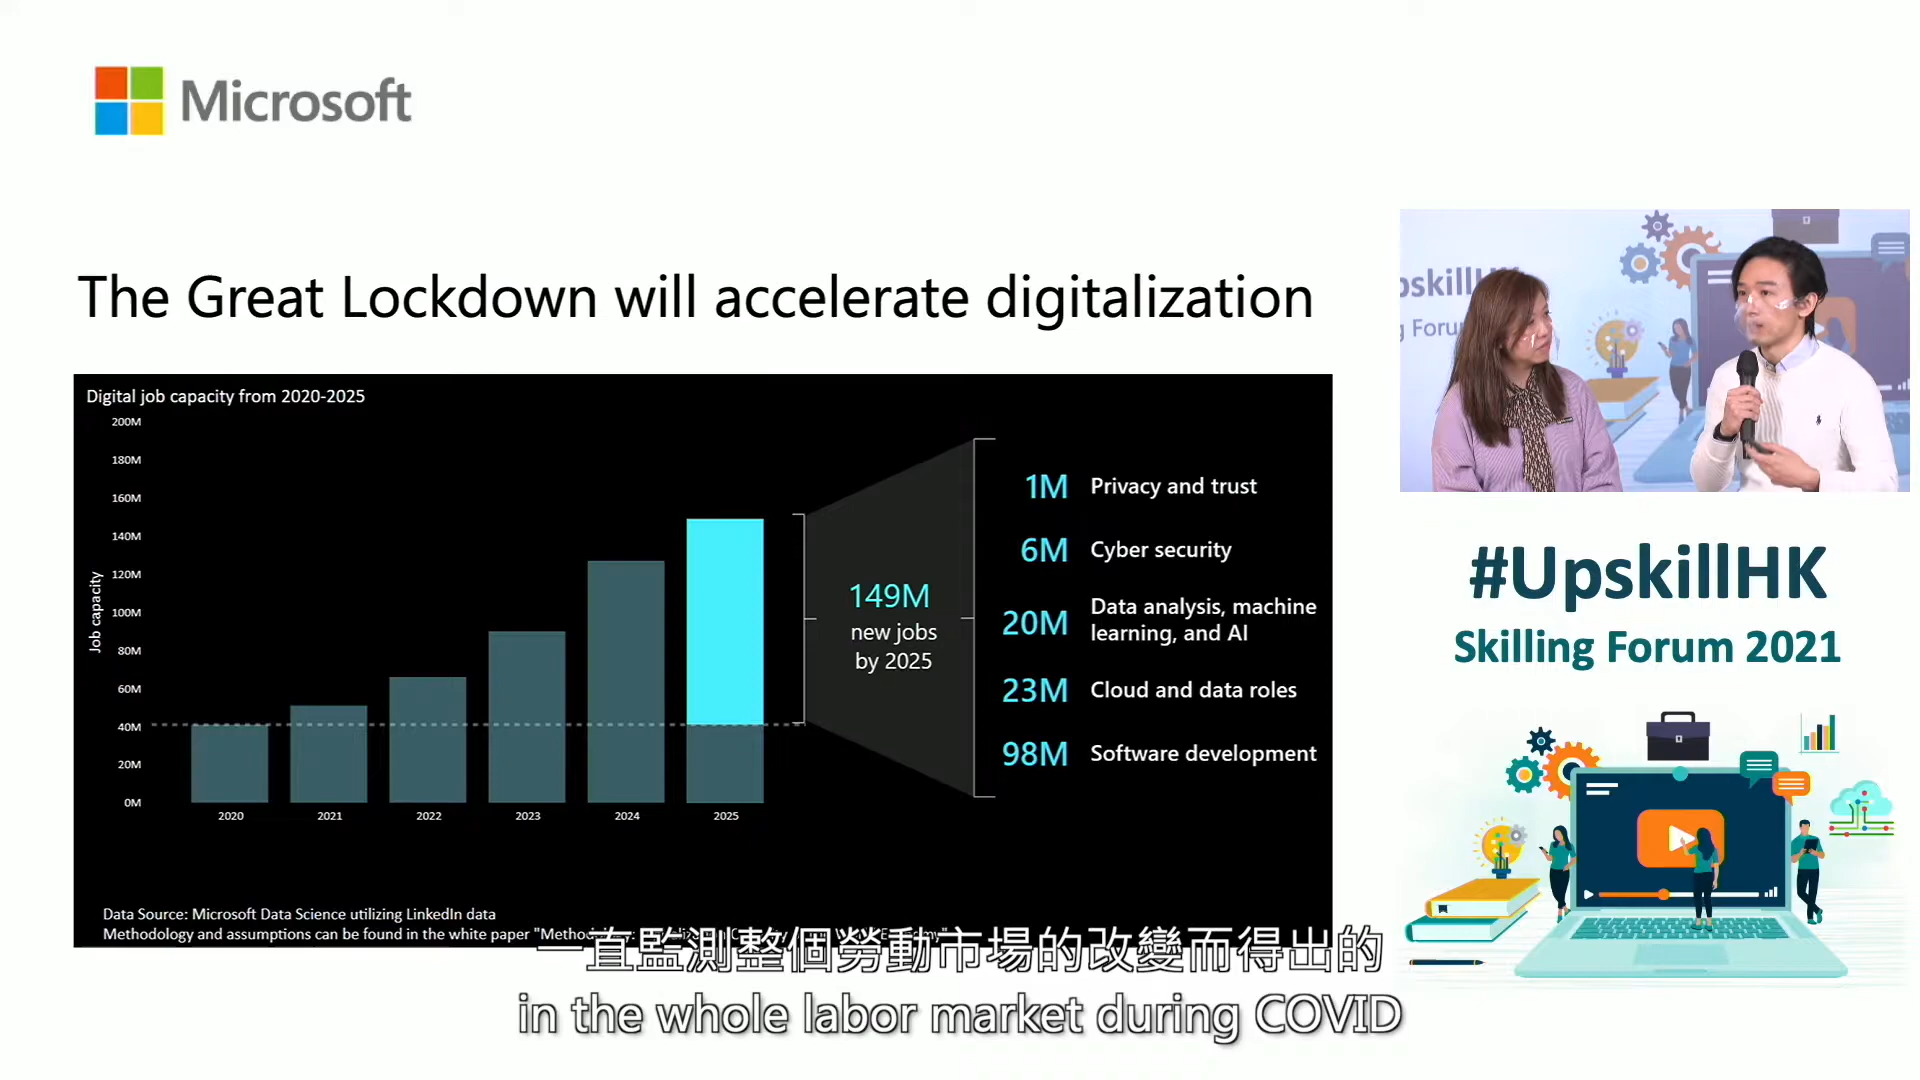 Microsoft
The Great Lockdown will accelerate digitalization
Digital job capacity from 2020-2025
200M
180M
160M
140M
120M
100M
80M
60M
40M
20M
0M
Job capacity
2020
2021
2022
2023
2024
2025
149M
new jobs
by 2025
1M Privacy and trust
6M Cyber security
20M Data analysis, machine
learning, and AI
23M Cloud and data roles
98M Software development
Data Source: Microsoft Data Science utilizing LinkedIn data
Methodology and assumptions can be found in the white paper
一直監測整個勞動市場的改變而得出的
in the whole labor market during COVID
#UpskillHK
Skilling Forum 2021